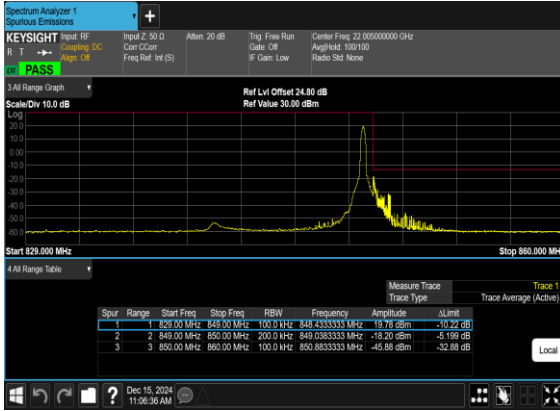 Spectrum Analyzer 1
Spurious Emissions
+
KEYSIGHT Input: RF Input Z: 50 Ω Atten: 20 dB Trig: Free Run Center Freq: 22.005000000 GHz
R T Coupling: DC Corr CCorr Gate: Off Avg|Hold: 100/100
Align: Off Freq Ref: Int (S) IF Gain: Low Radio Std: None
PASS
3 All Range Graph
Ref Lvl Offset 24.80 dB
Scale/Div 10.0 dB Ref Value 30.00 dBm
Log
20.0
10.0
0.00
-10.0
-20.0
-30.0
-40.0
-50.0
-60.0
Start 829.000 MHz Stop 860.000 MH
4 All Range Table
Measure Trace Trace 1
Trace Type Trace Average (Active)
Spur Range Start Freq Stop Freq RBW Frequency Amplitude ΔLimit
1 1 829.00 MHz 849.00 MHz 100.0 kHz 848.4333333 MHz 19.78 dBm -10.22 dB
2 2 849.00 MHz 850.00 MHz 200.0 kHz 849.0383333 MHz -18.20 dBm -5.199 dB
3 3 850.00 MHz 860.00 MHz 100.0 kHz 850.8833333 MHz -45.88 dBm -32.88 dB
Local
? Dec 15, 2024
11:06:36 AM